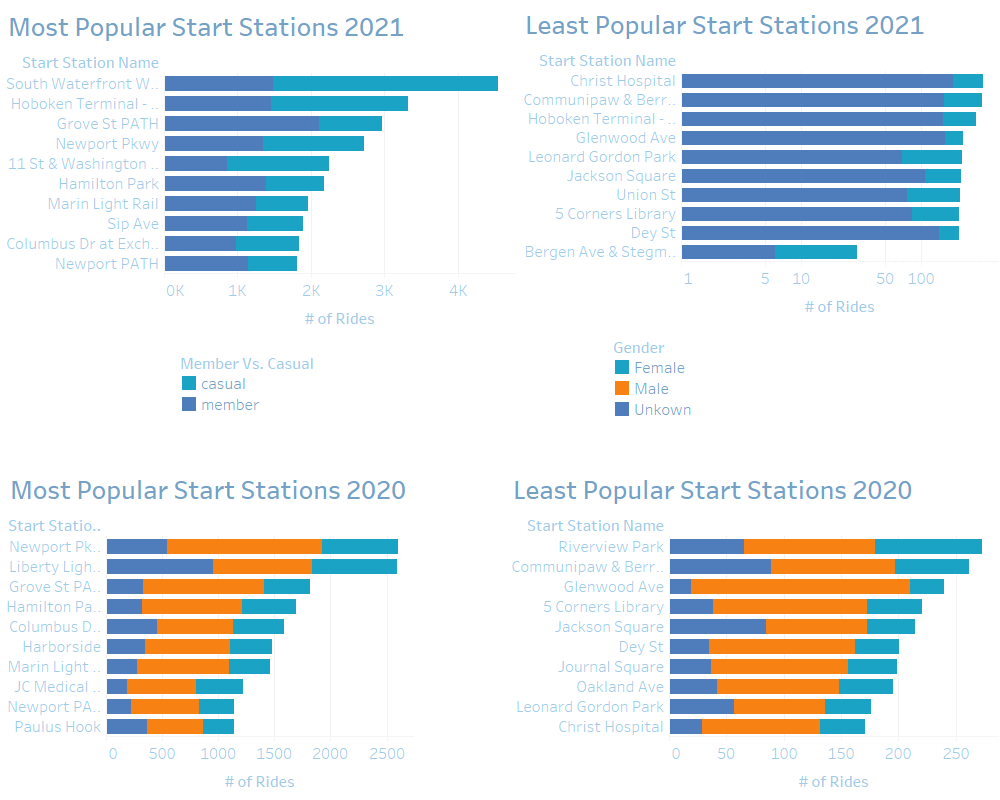 Most Popular Start Stations 2021
Start Station Name
South Waterfront W..
Hoboken Terminal - ..
Grove St PATH
Newport Pkwy
11 St & Washington ..
Hamilton Park
Marin Light Rail
Sip Ave
Columbus Dr at Exch..
Newport PATH
0K 1K 2K 3K 4K
# of Rides
Member Vs. Casual
casual
member
Least Popular Start Stations 2021
Start Station Name
Christ Hospital
Communipaw & Berr..
Hoboken Terminal - ..
Glenwood Ave
Leonard Gordon Park
Jackson Square
Union St
5 Corners Library
Dey St
Bergen Ave & Stegm..
1 5 10 50 100
# of Rides
Gender
Female
Male
Unkown
Most Popular Start Stations 2020
Start Statio..
Newport Pk..
Liberty Ligh..
Grove St PA..
Hamilton Pa..
Columbus D..
Harborside
Marin Light ..
JC Medical ..
Newport PA..
Paulus Hook
0 500 1000 1500 2000 2500
# of Rides
Least Popular Start Stations 2020
Start Station Name
Riverview Park
Communipaw & Berr..
Glenwood Ave
5 Corners Library
Jackson Square
Dey St
Journal Square
Oakland Ave
Leonard Gordon Park
Christ Hospital
0 50 100 150 200 250
# of Rides